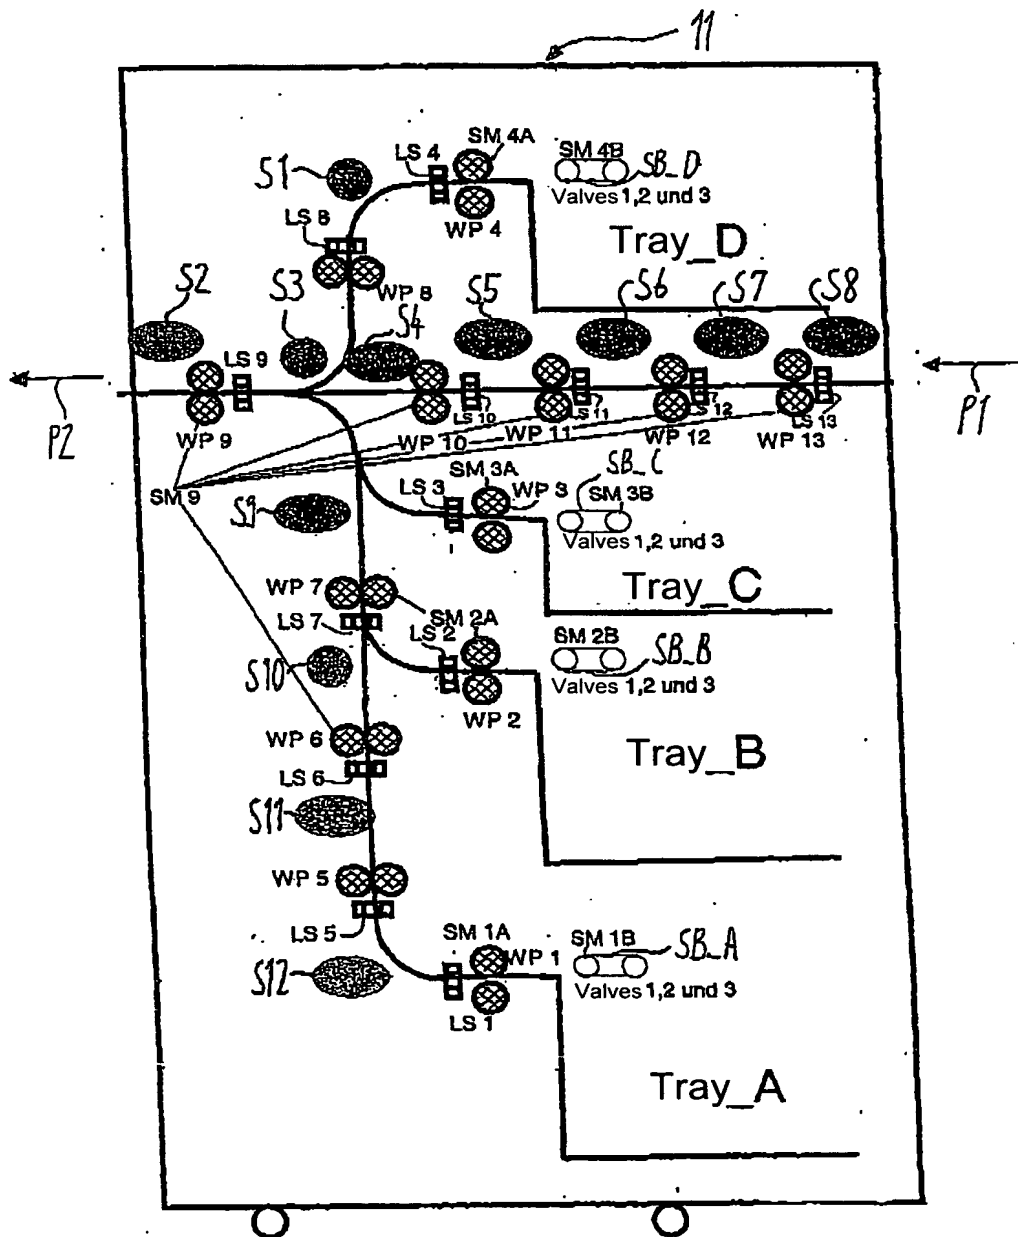 11
SM 4A
LS 4
SM 4B
SB_D
S1
Valves 1,2 und 3
LS 8
WP 4
Tray_D
S2
S3
WP 8
S5
S6
S7
S8
S4
LS 9
P2
WP 9
LS 10
WP 10
LS 11
WP 11
LS 12
WP 12
LS 13
WP 13
P1
SM 9
LS 3
SM 3A
WP 3
SB_C
SM 3B
S9
Valves 1,2 und 3
Tray_C
WP 7
LS 7
SM 2A
LS 2
SM 2B
SB_B
S10
Valves 1,2 und 3
WP 2
WP 6
Tray_B
LS 6
S11
WP 5
LS 5
SM 1A
WP 1
SM 1B
SB_A
S12
Valves 1,2 und 3
LS 1
Tray_A